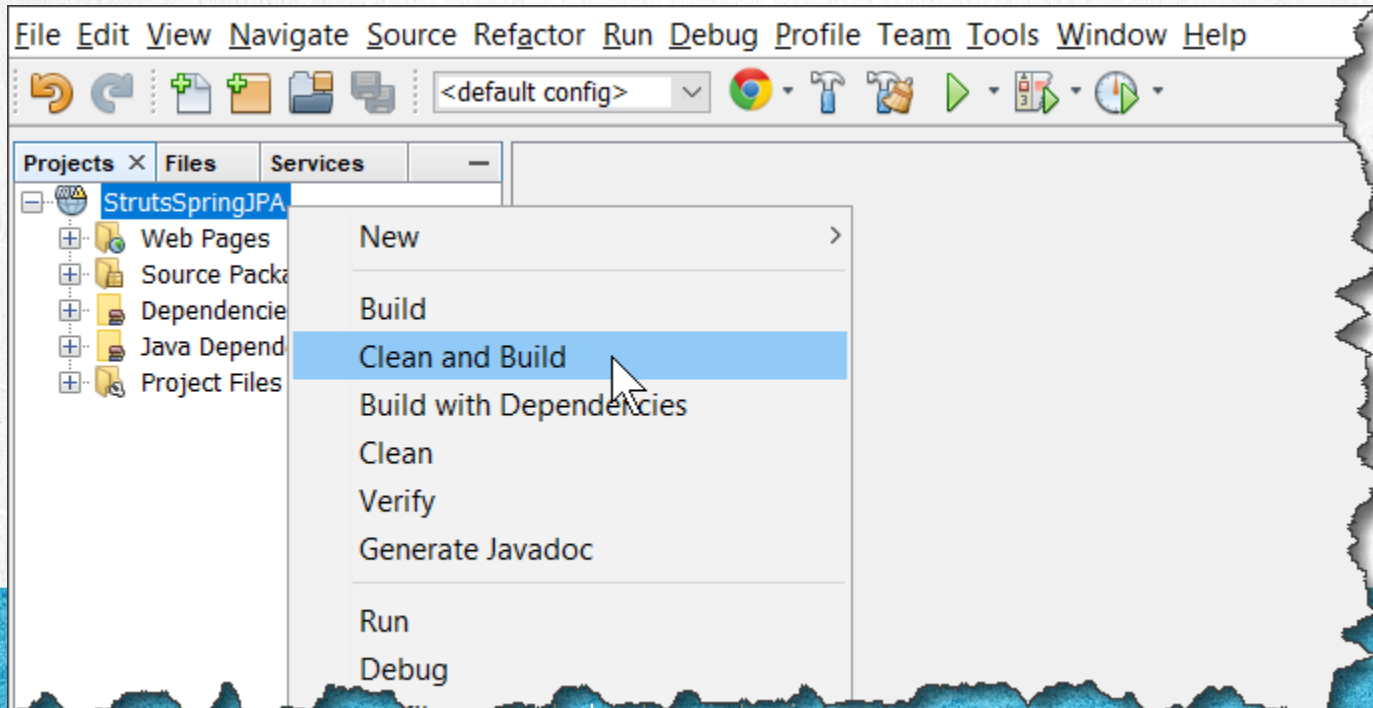 File Edit View Navigate Source Refactor Run Debug Profile Team Tools Window Help
<default config>
Projects Files Services
StrutsSpringJPA
Web Pages
Source Packa
Dependencie
Java Depend
Project Files
New
Build
Clean and Build
Build with Dependencies
Clean
Verify
Generate Javadoc
Run
Debug